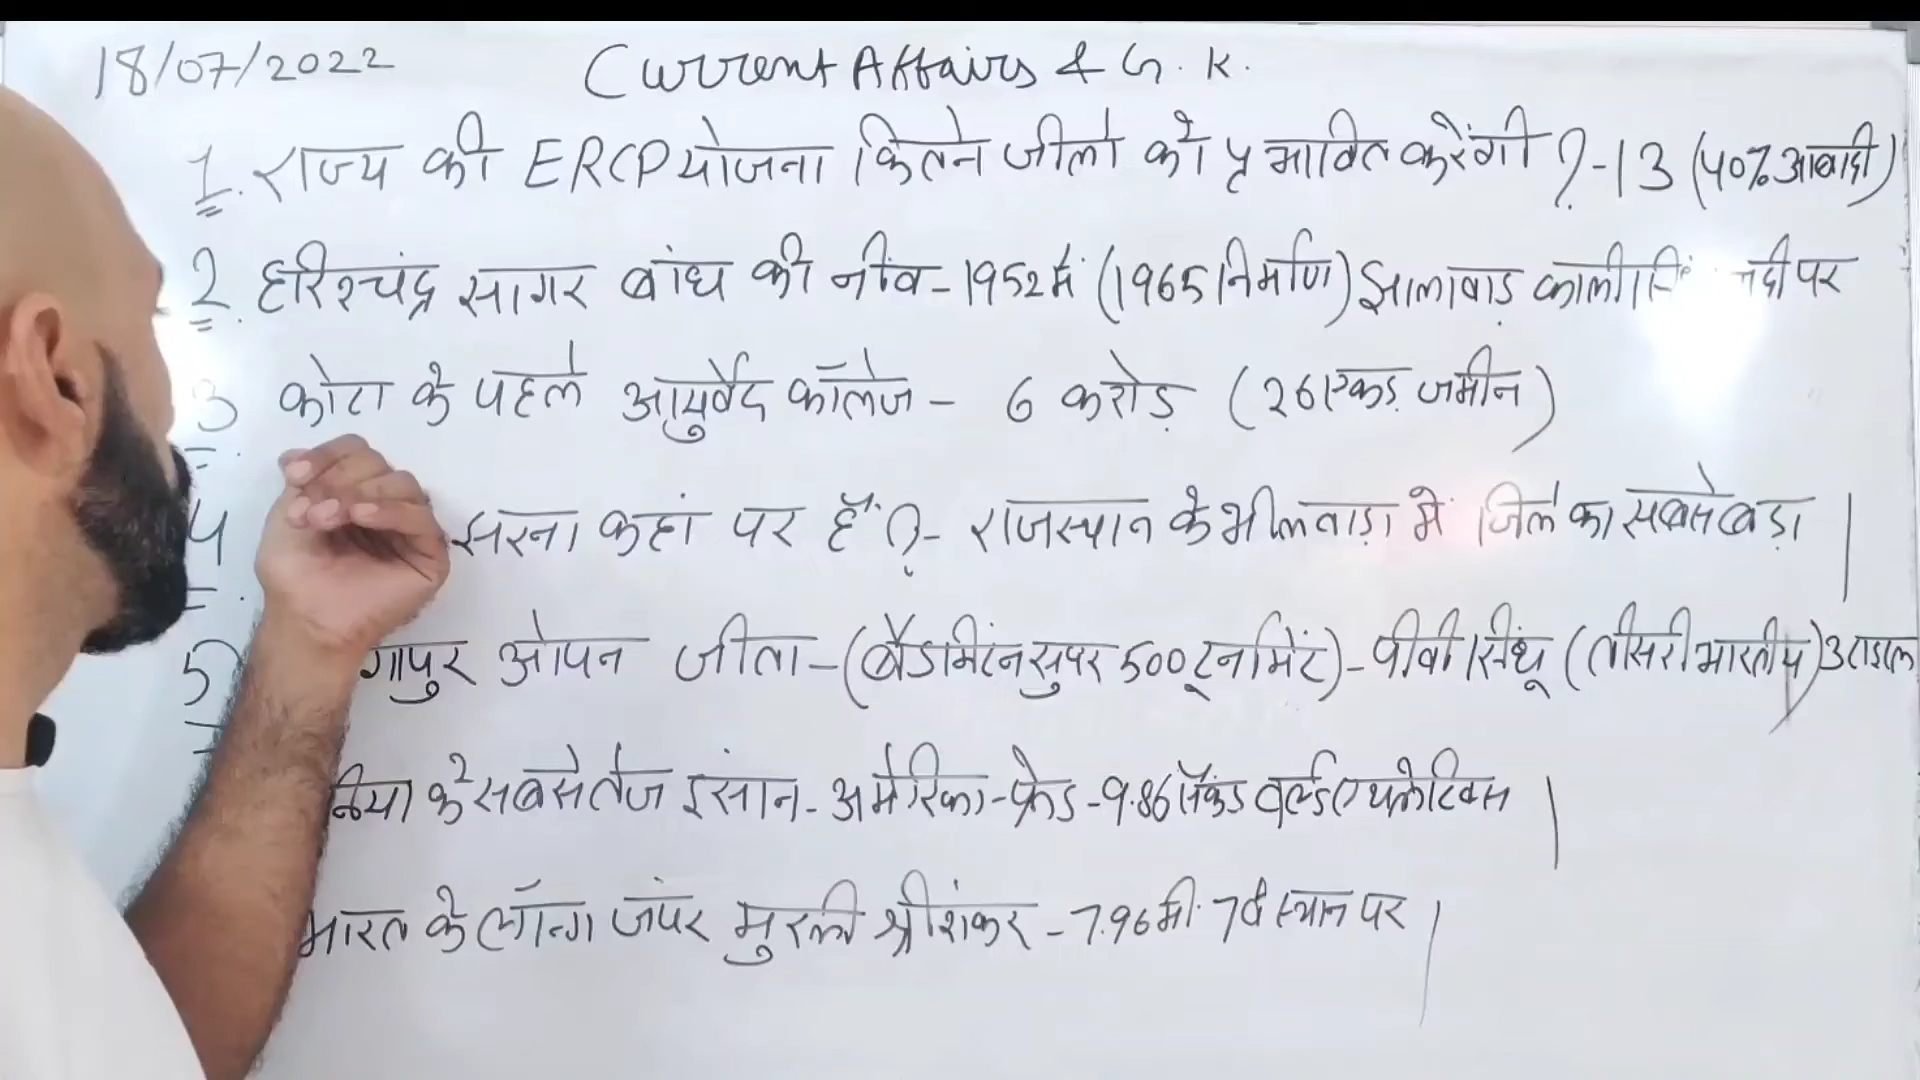 18/07/2022 Current Affairs & G. K.
1. राज्य की ERCP योजना कितने जीलो को प्रभावित करेंगी ? - 13 (40% आबादी)
2. हरिश्चंद्र सागर बांध की नींव - 1952 में (1965 निर्माण) झालावाड़ काली पर
3. कोटा के पहले आयुर्वेद कॉलेज - 6 करोड़ (26 एकड़ जमीन)
4. झरना कहां पर हैं ? - राजस्थान के भीलवाड़ा में जिले का सबसे बड़ा |
5 गापुर ओपन जीता - (बैडमिंटन सुपर 500 टूर्नामेंट) - पीवी सिंधू (तीसरी भारतीय) 3 टाइटल
के सबसे तेज इंसान - अमेरिका - फ्रेड - 9.86 सैकंड वर्ल्ड एथलेटिक्स |
भारत के लॉन्ग जंपर मुरली श्रीशंकर - 7.96 मी. 7वें स्थान पर |